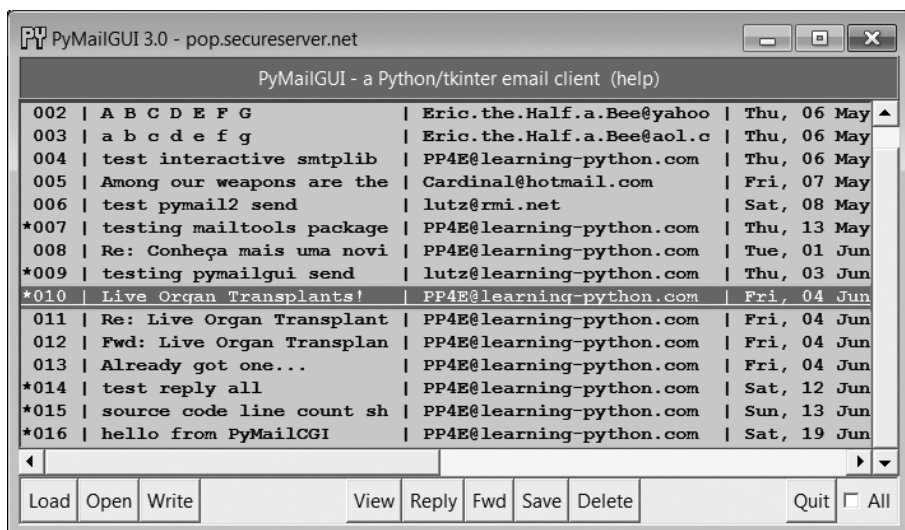 PY PyMailGUI 3.0 - pop.secureserver.net
PyMailGUI - a Python/tkinter email client (help)
002 | A B C D E F G | Eric.the.Half.a.Bee@yahoo | Thu, 06 May
003 | a b c d e f g | Eric.the.Half.a.Bee@aol.c | Thu, 06 May
004 | test interactive smtplib | PP4E@learning-python.com | Thu, 06 May
005 | Among our weapons are the | Cardinal@hotmail.com | Fri, 07 May
006 | test pymail2 send | lutz@rmi.net | Sat, 08 May
*007 | testing mailtools package | PP4E@learning-python.com | Thu, 13 May
008 | Re: Conheça mais uma novi | PP4E@learning-python.com | Tue, 01 Jun
*009 | testing pymailgui send | lutz@learning-python.com | Thu, 03 Jun
*010 | Live Organ Transplants! | PP4E@learning-python.com | Fri, 04 Jun
011 | Re: Live Organ Transplant | PP4E@learning-python.com | Fri, 04 Jun
012 | Fwd: Live Organ Transplan | PP4E@learning-python.com | Fri, 04 Jun
013 | Already got one... | PP4E@learning-python.com | Fri, 04 Jun
*014 | test reply all | PP4E@learning-python.com | Sat, 12 Jun
*015 | source code line count sh | PP4E@learning-python.com | Sun, 13 Jun
*016 | hello from PyMailCGI | PP4E@learning-python.com | Sat, 19 Jun
Load Open Write View Reply Fwd Save Delete Quit All